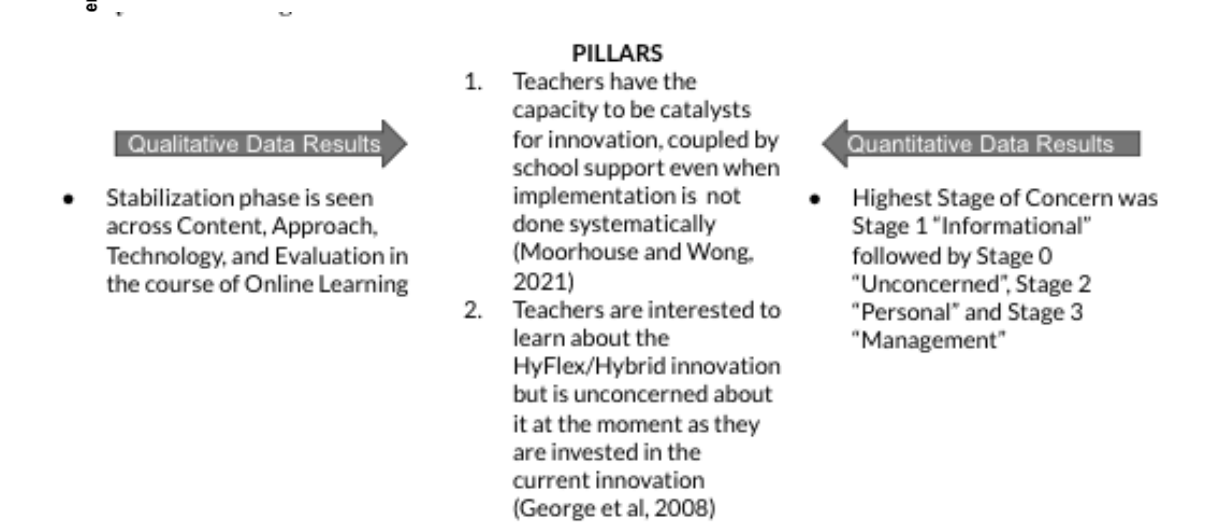 PILLARS
1. Teachers have the
capacity to be catalysts
for innovation, coupled by
school support even when
implementation is not
done systematically
(Moorhouse and Wong,
2021)
2. Teachers are interested to
learn about the
HyFlex/Hybrid innovation
but is unconcerned about
it at the moment as they
are invested in the
current innovation
(George et al, 2008)
Qualitative Data Results
• Stabilization phase is seen
across Content, Approach,
Technology, and Evaluation in
the course of Online Learning
Quantitative Data Results
• Highest Stage of Concern was
Stage 1 “Informational”
followed by Stage 0
“Unconcerned”, Stage 2
“Personal” and Stage 3
“Management”